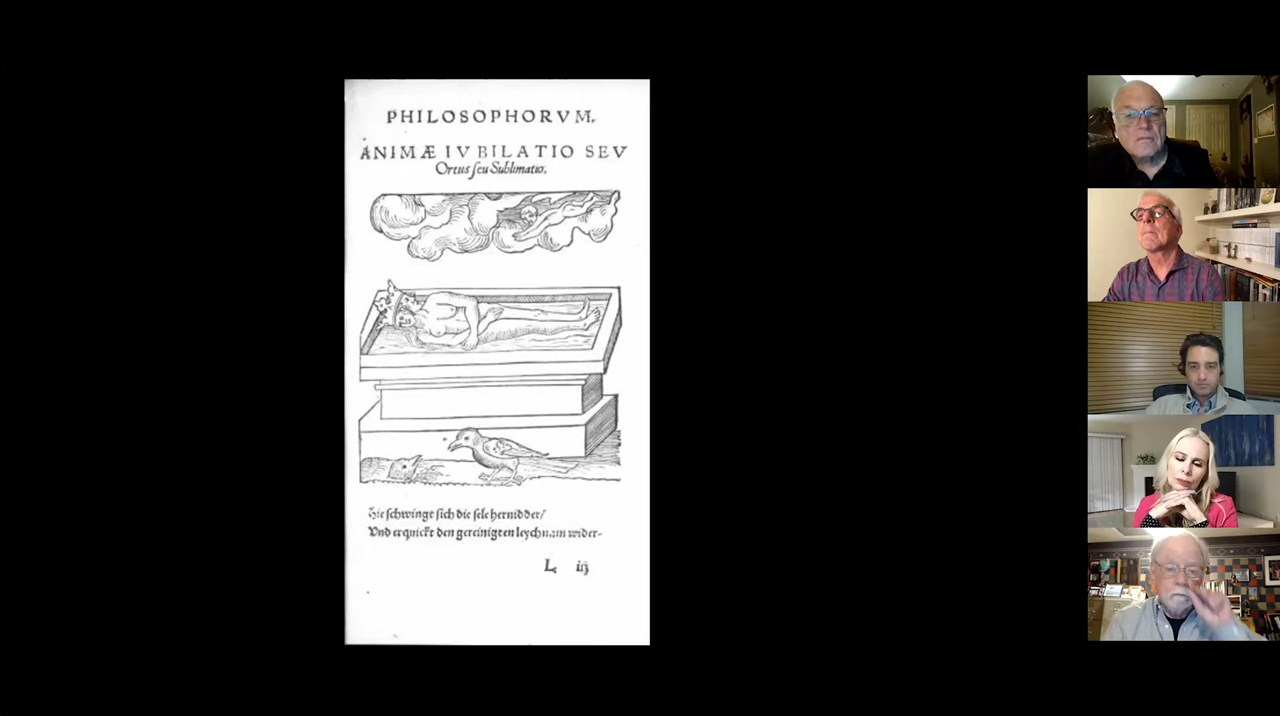 PHILOSOPHORVM.
ANIMÆ IVBILATIO SEV
Ortus ſeu Sublimatio.
Hie ſchwingt ſich die ſele hernidder/
Vnd erquickt den gereinigten leychnam wider-
L iij